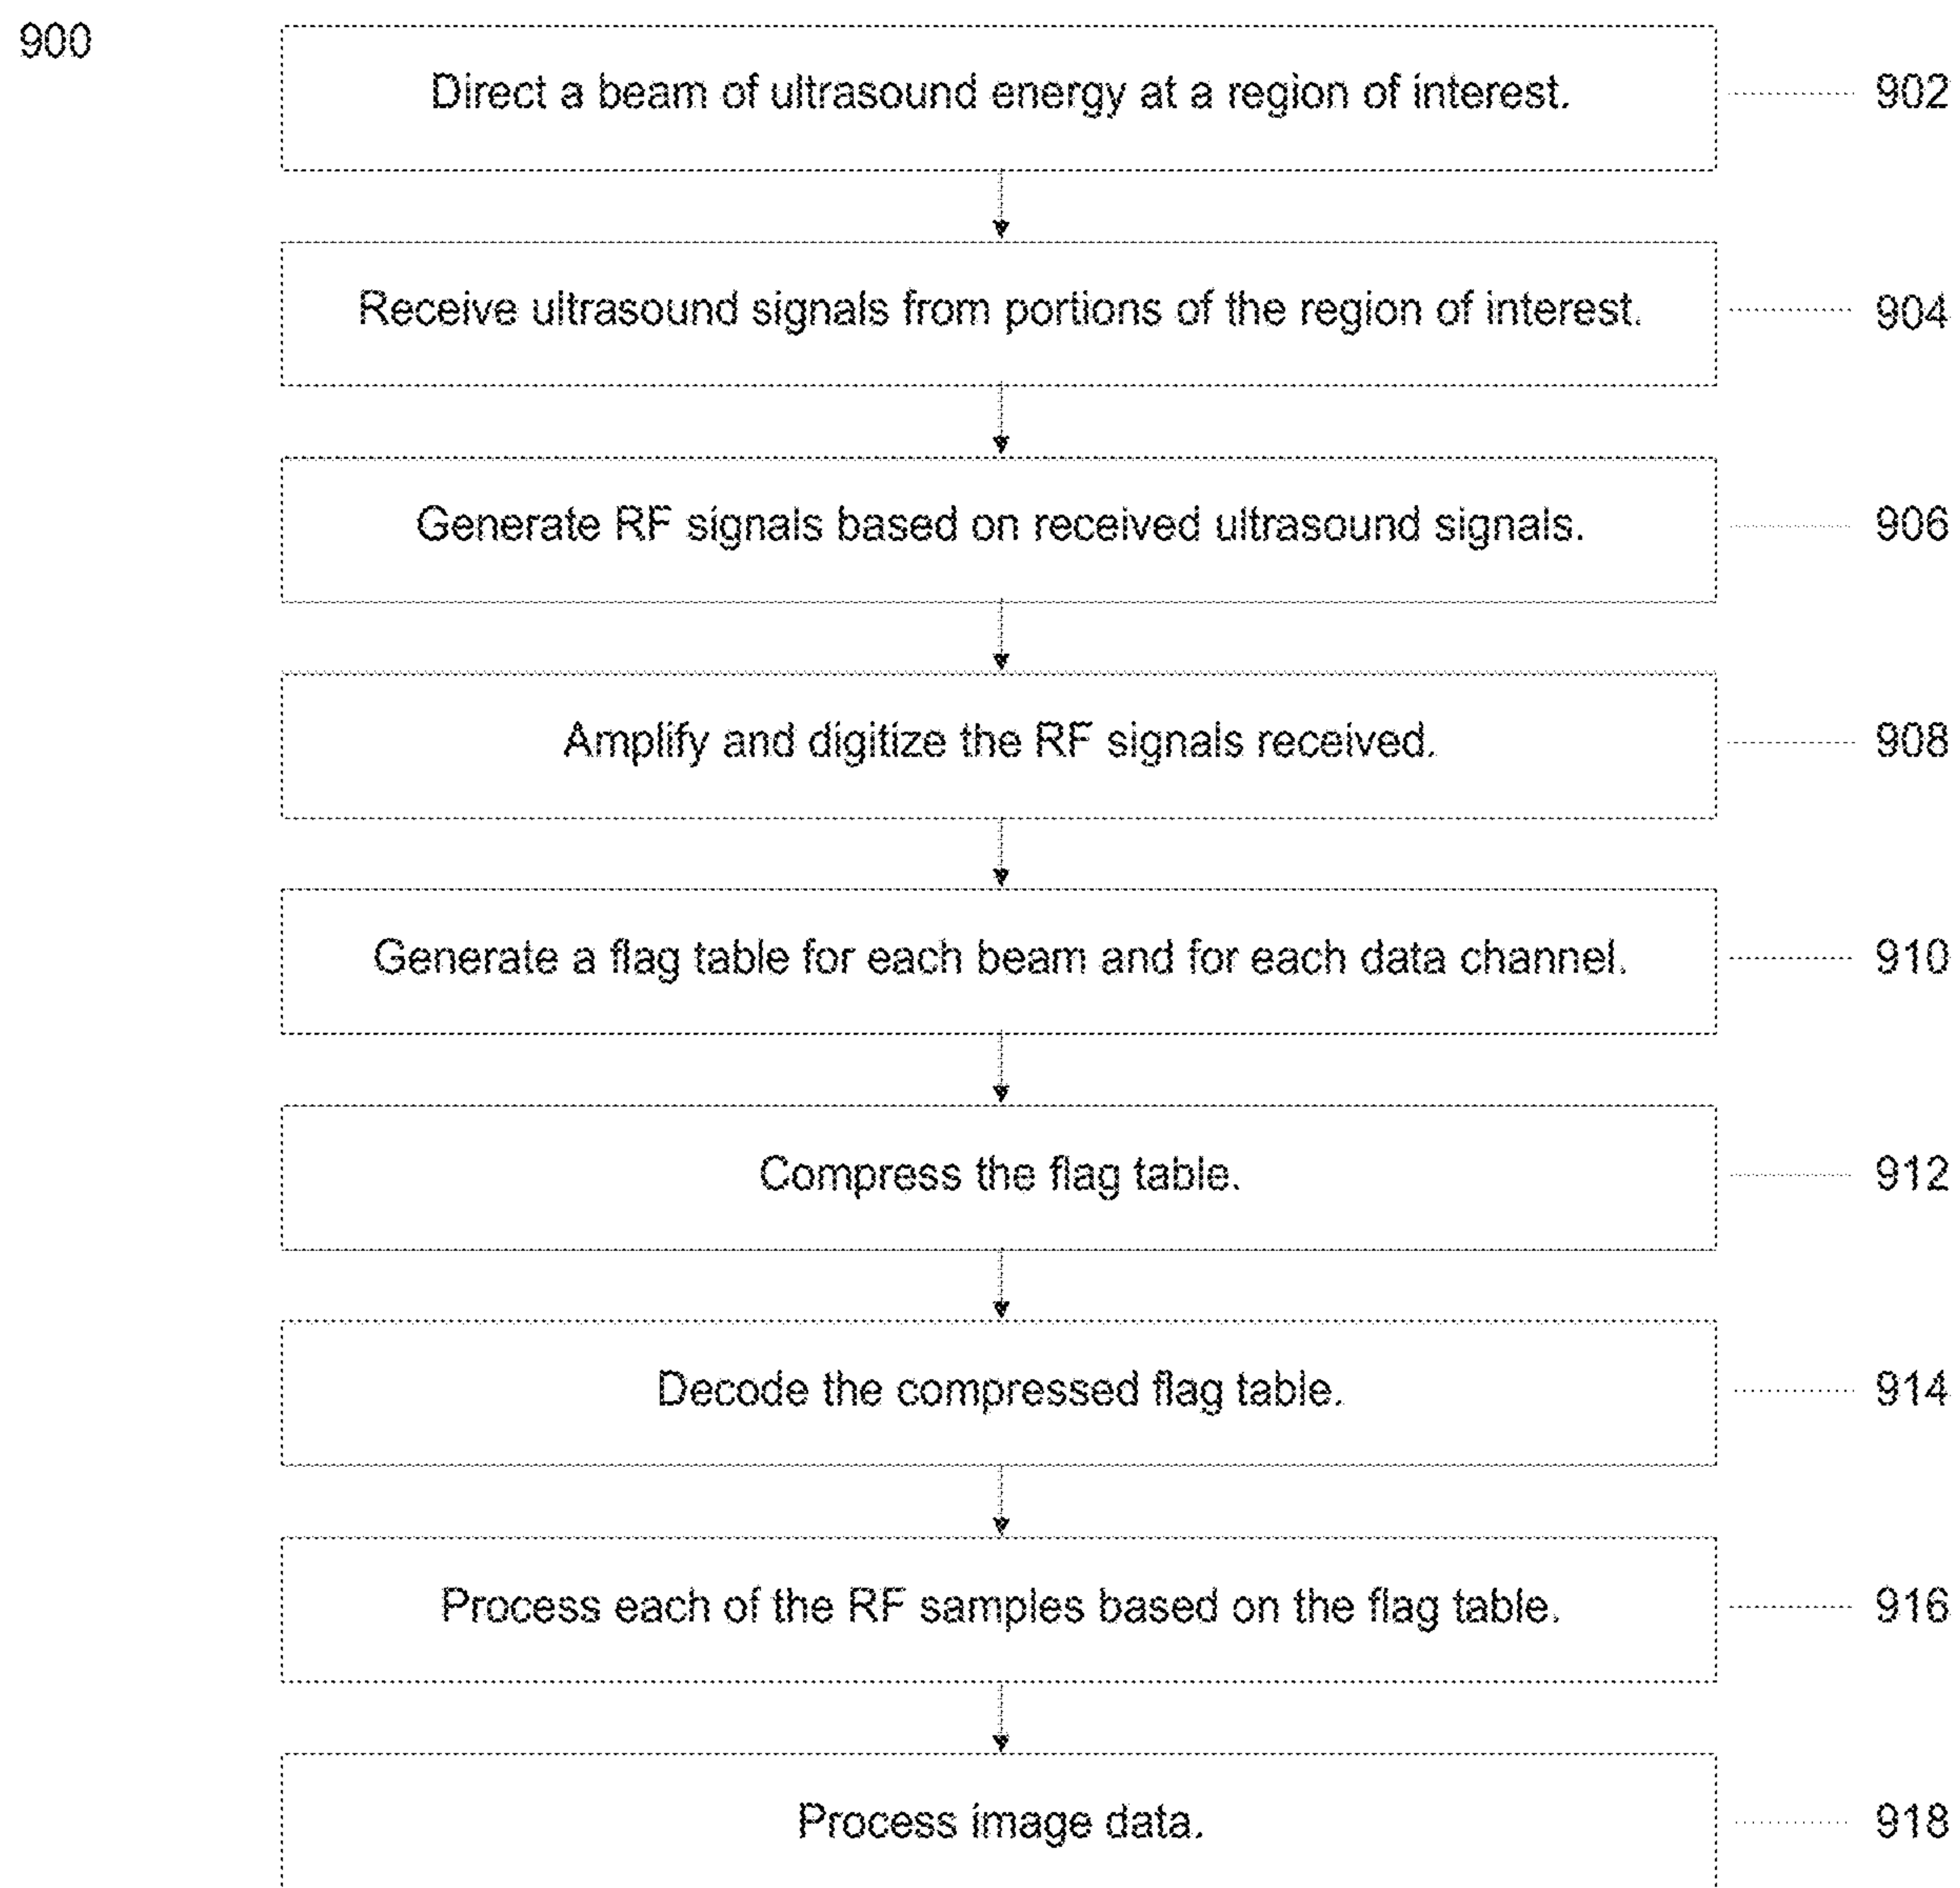 900
Direct a beam of ultrasound energy at a region of interest. 902
Receive ultrasound signals from portions of the region of interest. 904
Generate RF signals based on received ultrasound signals. 906
Amplify and digitize the RF signals received. 908
Generate a flag table for each beam and for each data channel. 910
Compress the flag table. 912
Decode the compressed flag table. 914
Process each of the RF samples based on the flag table. 916
Process image data. 918